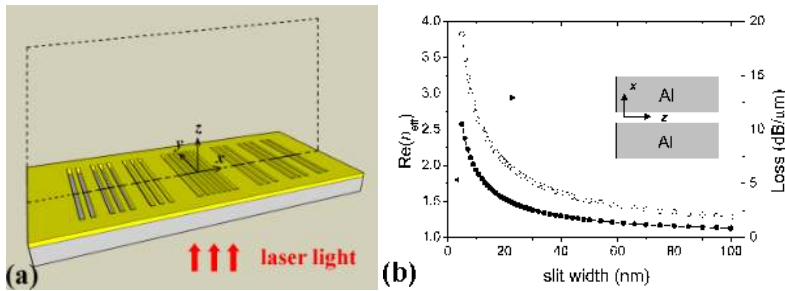 z
y
x
laser light
(a)
4.0
3.5
3.0
2.5
2.0
1.5
1.0
Re(n_eff)
20
15
10
5
0
Loss (dB/um)
x
Al
z
Al
0 20 40 60 80 100
slit width (nm)
(b)